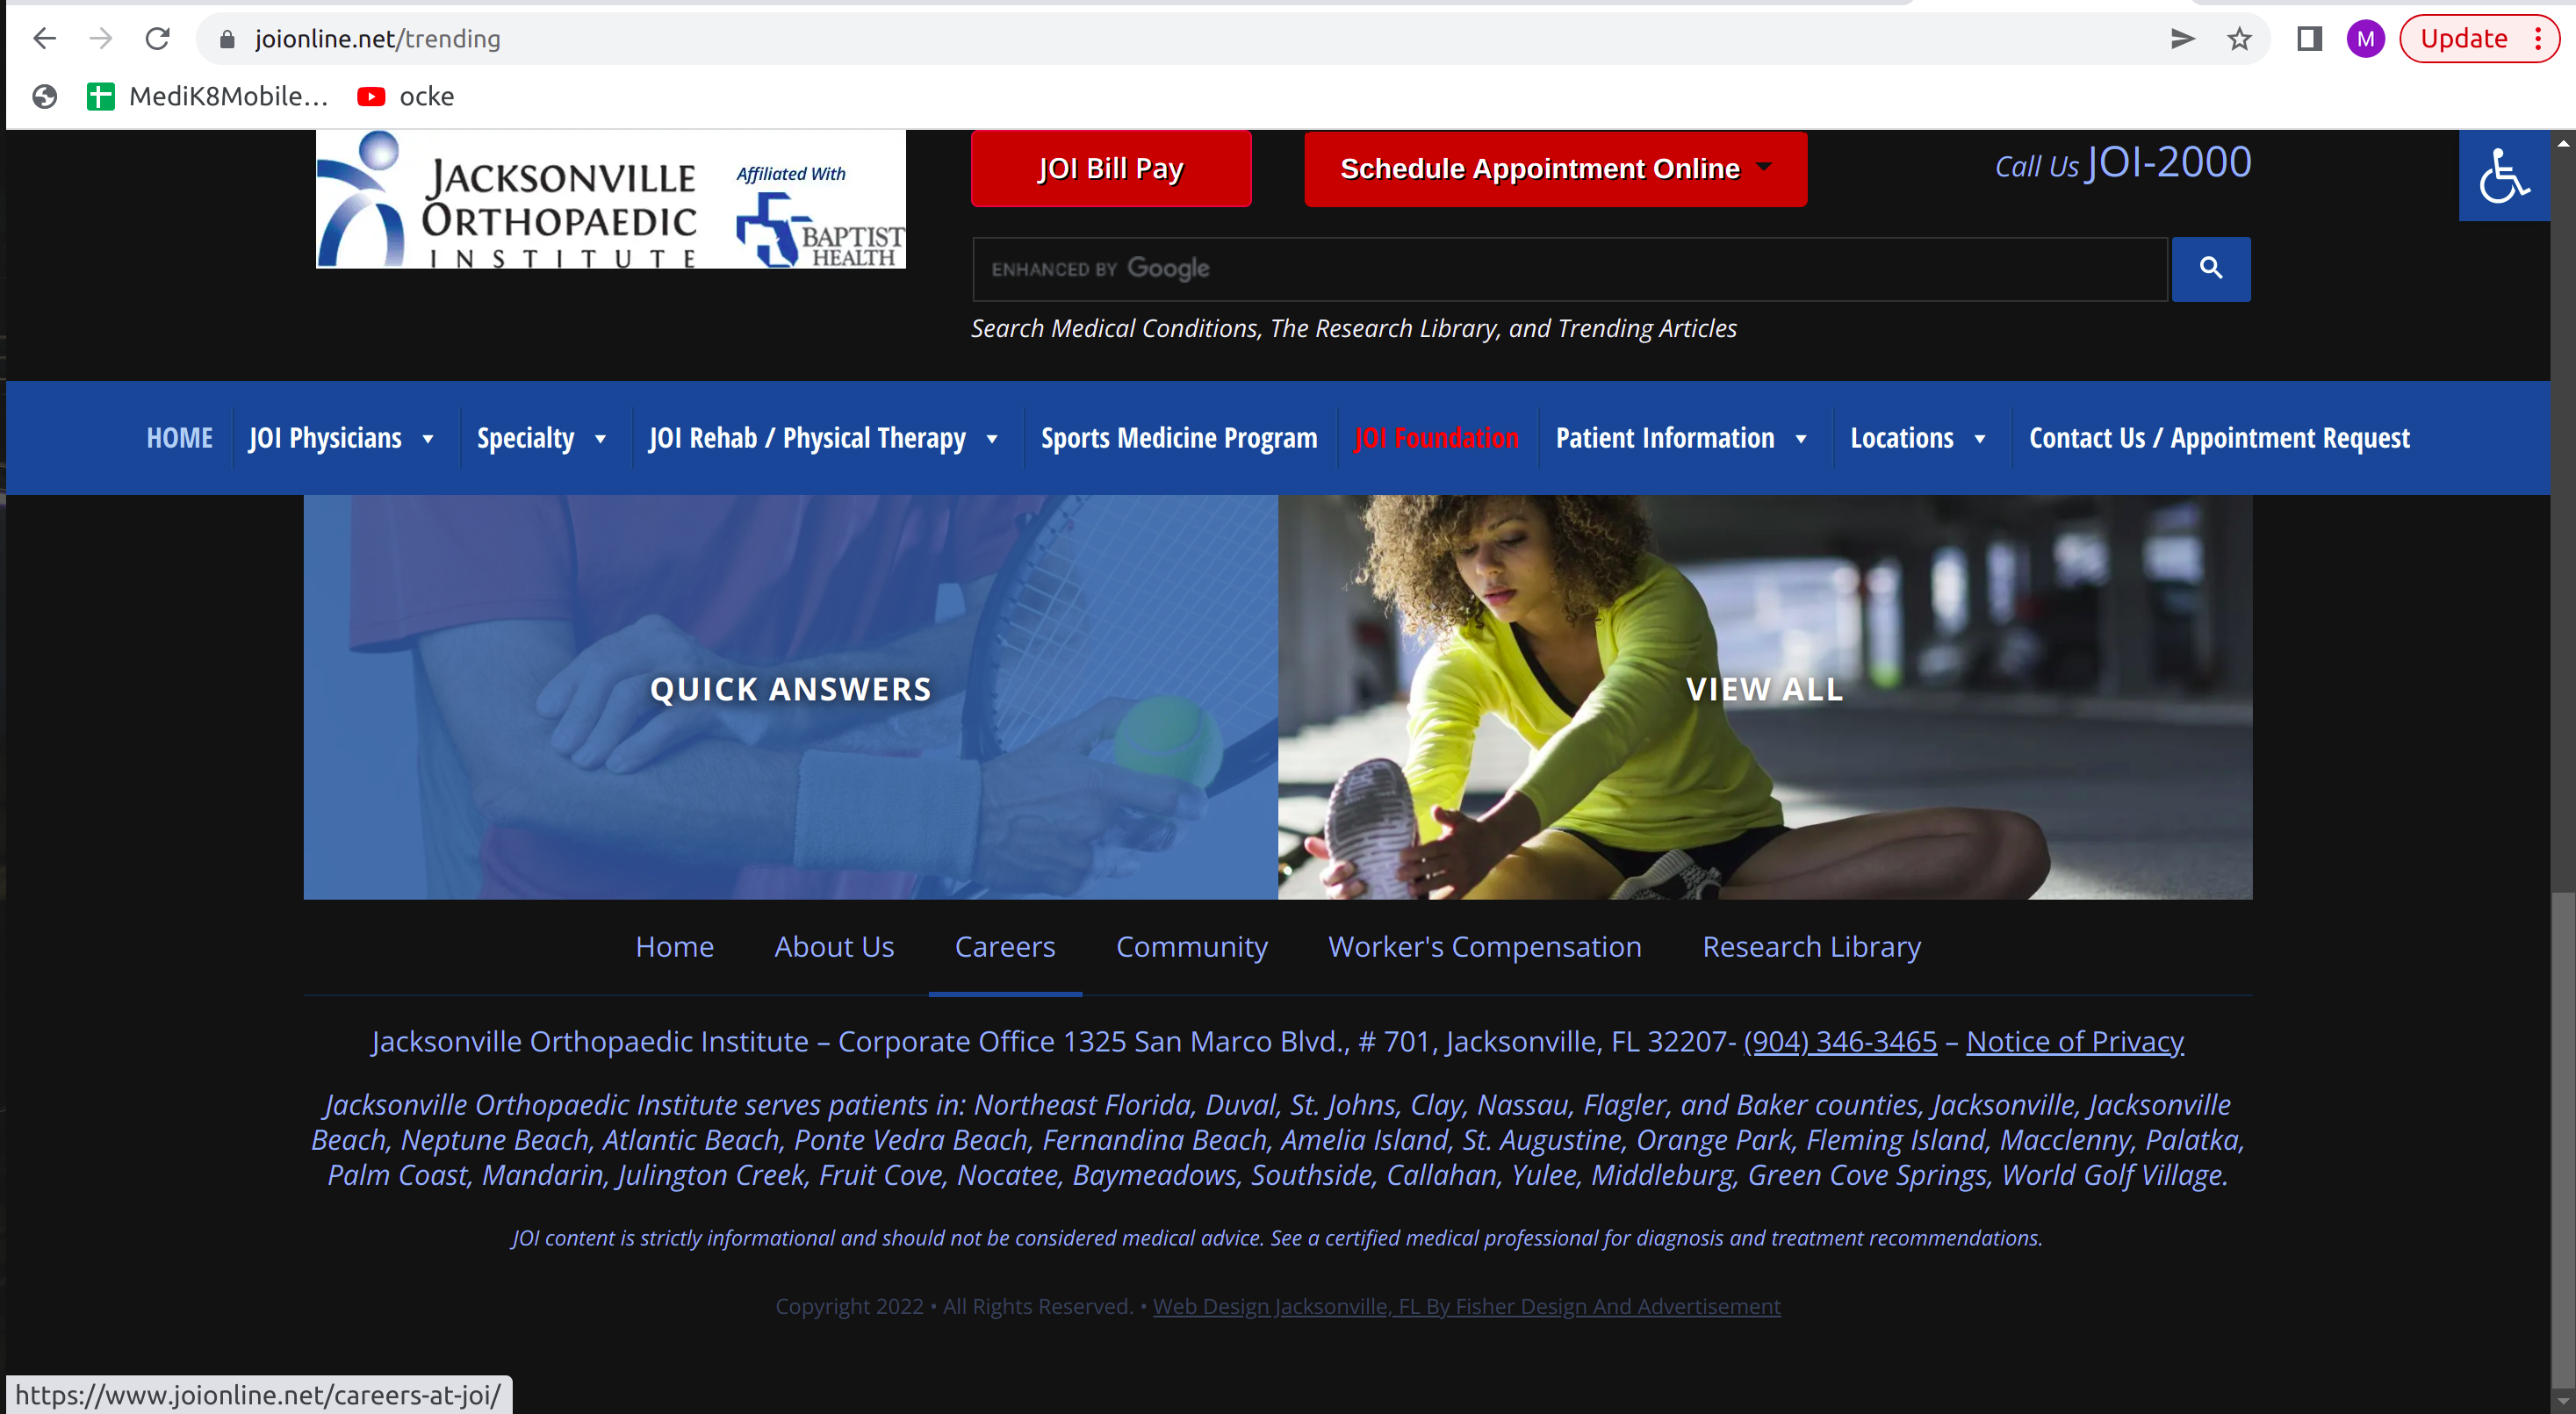 joionline.net/trending
M
Update
MediK8Mobile...
ocke
JACKSONVILLE
ORTHOPAEDIC
INSTITUTE
Affiliated With
BAPTIST
HEALTH
JOI Bill Pay
Schedule Appointment Online
Call Us JOI-2000
ENHANCED BY Google
Search Medical Conditions, The Research Library, and Trending Articles
HOME JOI Physicians Specialty JOI Rehab / Physical Therapy Sports Medicine Program JOI Foundation Patient Information Locations Contact Us / Appointment Request
QUICK ANSWERS
VIEW ALL
Home About Us Careers Community Worker's Compensation Research Library
Jacksonville Orthopaedic Institute – Corporate Office 1325 San Marco Blvd., # 701, Jacksonville, FL 32207- (904) 346-3465 – Notice of Privacy
Jacksonville Orthopaedic Institute serves patients in: Northeast Florida, Duval, St. Johns, Clay, Nassau, Flagler, and Baker counties, Jacksonville, Jacksonville
Beach, Neptune Beach, Atlantic Beach, Ponte Vedra Beach, Fernandina Beach, Amelia Island, St. Augustine, Orange Park, Fleming Island, Macclenny, Palatka,
Palm Coast, Mandarin, Julington Creek, Fruit Cove, Nocatee, Baymeadows, Southside, Callahan, Yulee, Middleburg, Green Cove Springs, World Golf Village.
JOI content is strictly informational and should not be considered medical advice. See a certified medical professional for diagnosis and treatment recommendations.
Copyright 2022 • All Rights Reserved. • Web Design Jacksonville, FL By Fisher Design And Advertisement
https://www.joionline.net/careers-at-joi/